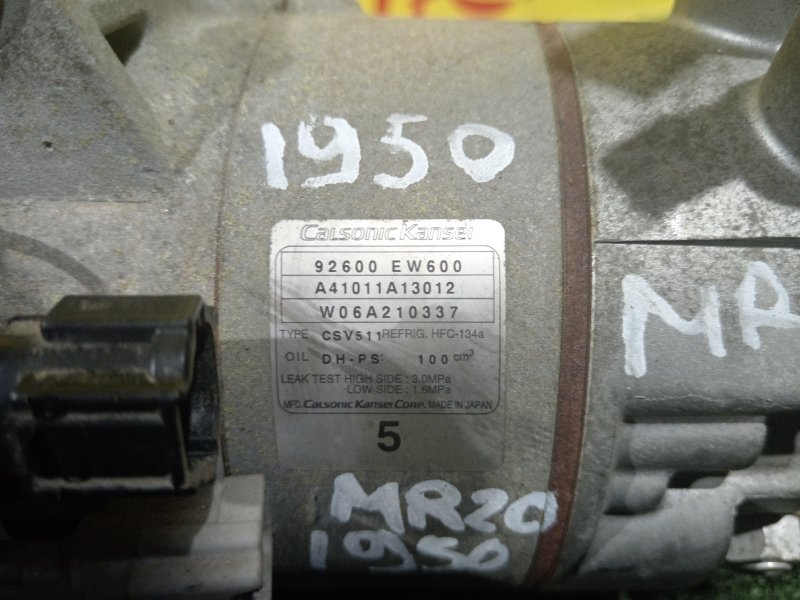 1950
Calsonic Kansei
92600 EW600
A41011A13012
W06A210337
TYPE CSV511 REFRIG. HFC-134a
OIL DH-PS: 100 cm³
LEAK TEST HIGH SIDE : 3.0MPa
LOW SIDE : 1.6MPa
MFD. Calsonic Kansei Corp. MADE IN JAPAN
5
MR
MR20
1950